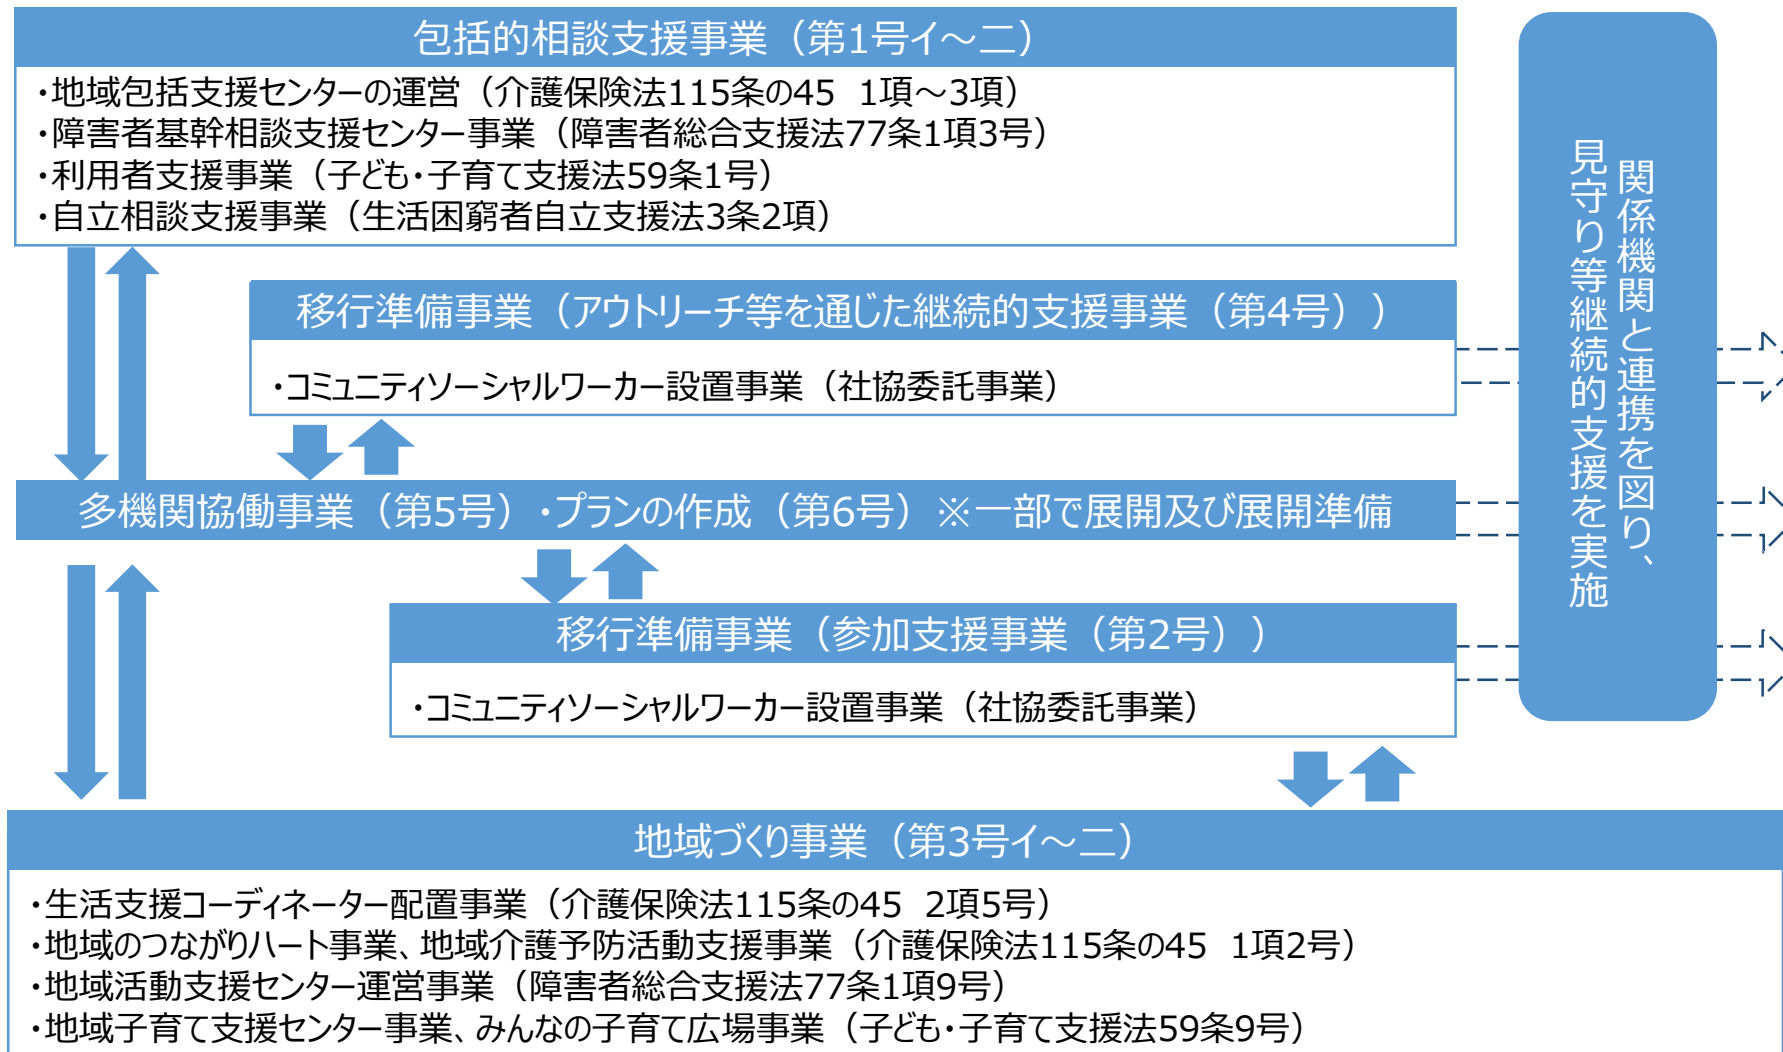 包括的相談支援事業（第1号イ～ニ）
・地域包括支援センターの運営（介護保険法115条の45 1項～3項）
・障害者基幹相談支援センター事業（障害者総合支援法77条1項3号）
・利用者支援事業（子ども・子育て支援法59条1号）
・自立相談支援事業（生活困窮者自立支援法3条2項）
移行準備事業（アウトリーチ等を通じた継続的支援事業（第4号））
・コミュニティソーシャルワーカー設置事業（社協委託事業）
多機関協働事業（第5号）・プランの作成（第6号）※一部で展開及び展開準備
移行準備事業（参加支援事業（第2号））
・コミュニティソーシャルワーカー設置事業（社協委託事業）
関係機関と連携を図り、
見守り等継続的支援を実施
地域づくり事業（第3号イ～ニ）
・生活支援コーディネーター配置事業（介護保険法115条の45 2項5号）
・地域のつながりハート事業、地域介護予防活動支援事業（介護保険法115条の45 1項2号）
・地域活動支援センター運営事業（障害者総合支援法77条1項9号）
・地域子育て支援センター事業、みんなの子育て広場事業（子ども・子育て支援法59条9号）